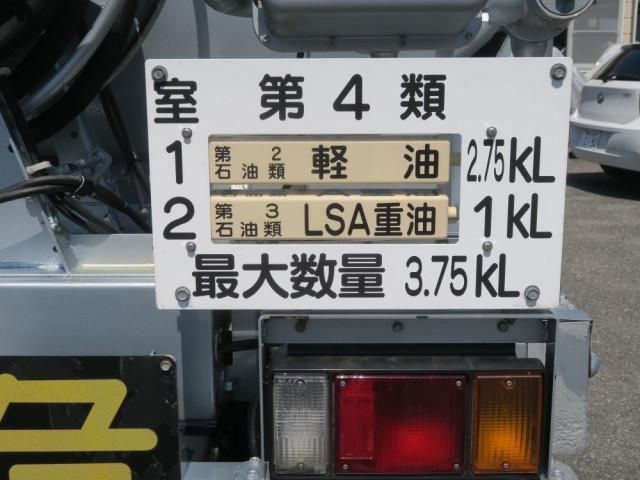 室 第4類
1 第2石油類 軽油 2.75KL
2 第3石油類 LSA重油 1KL
最大数量 3.75KL